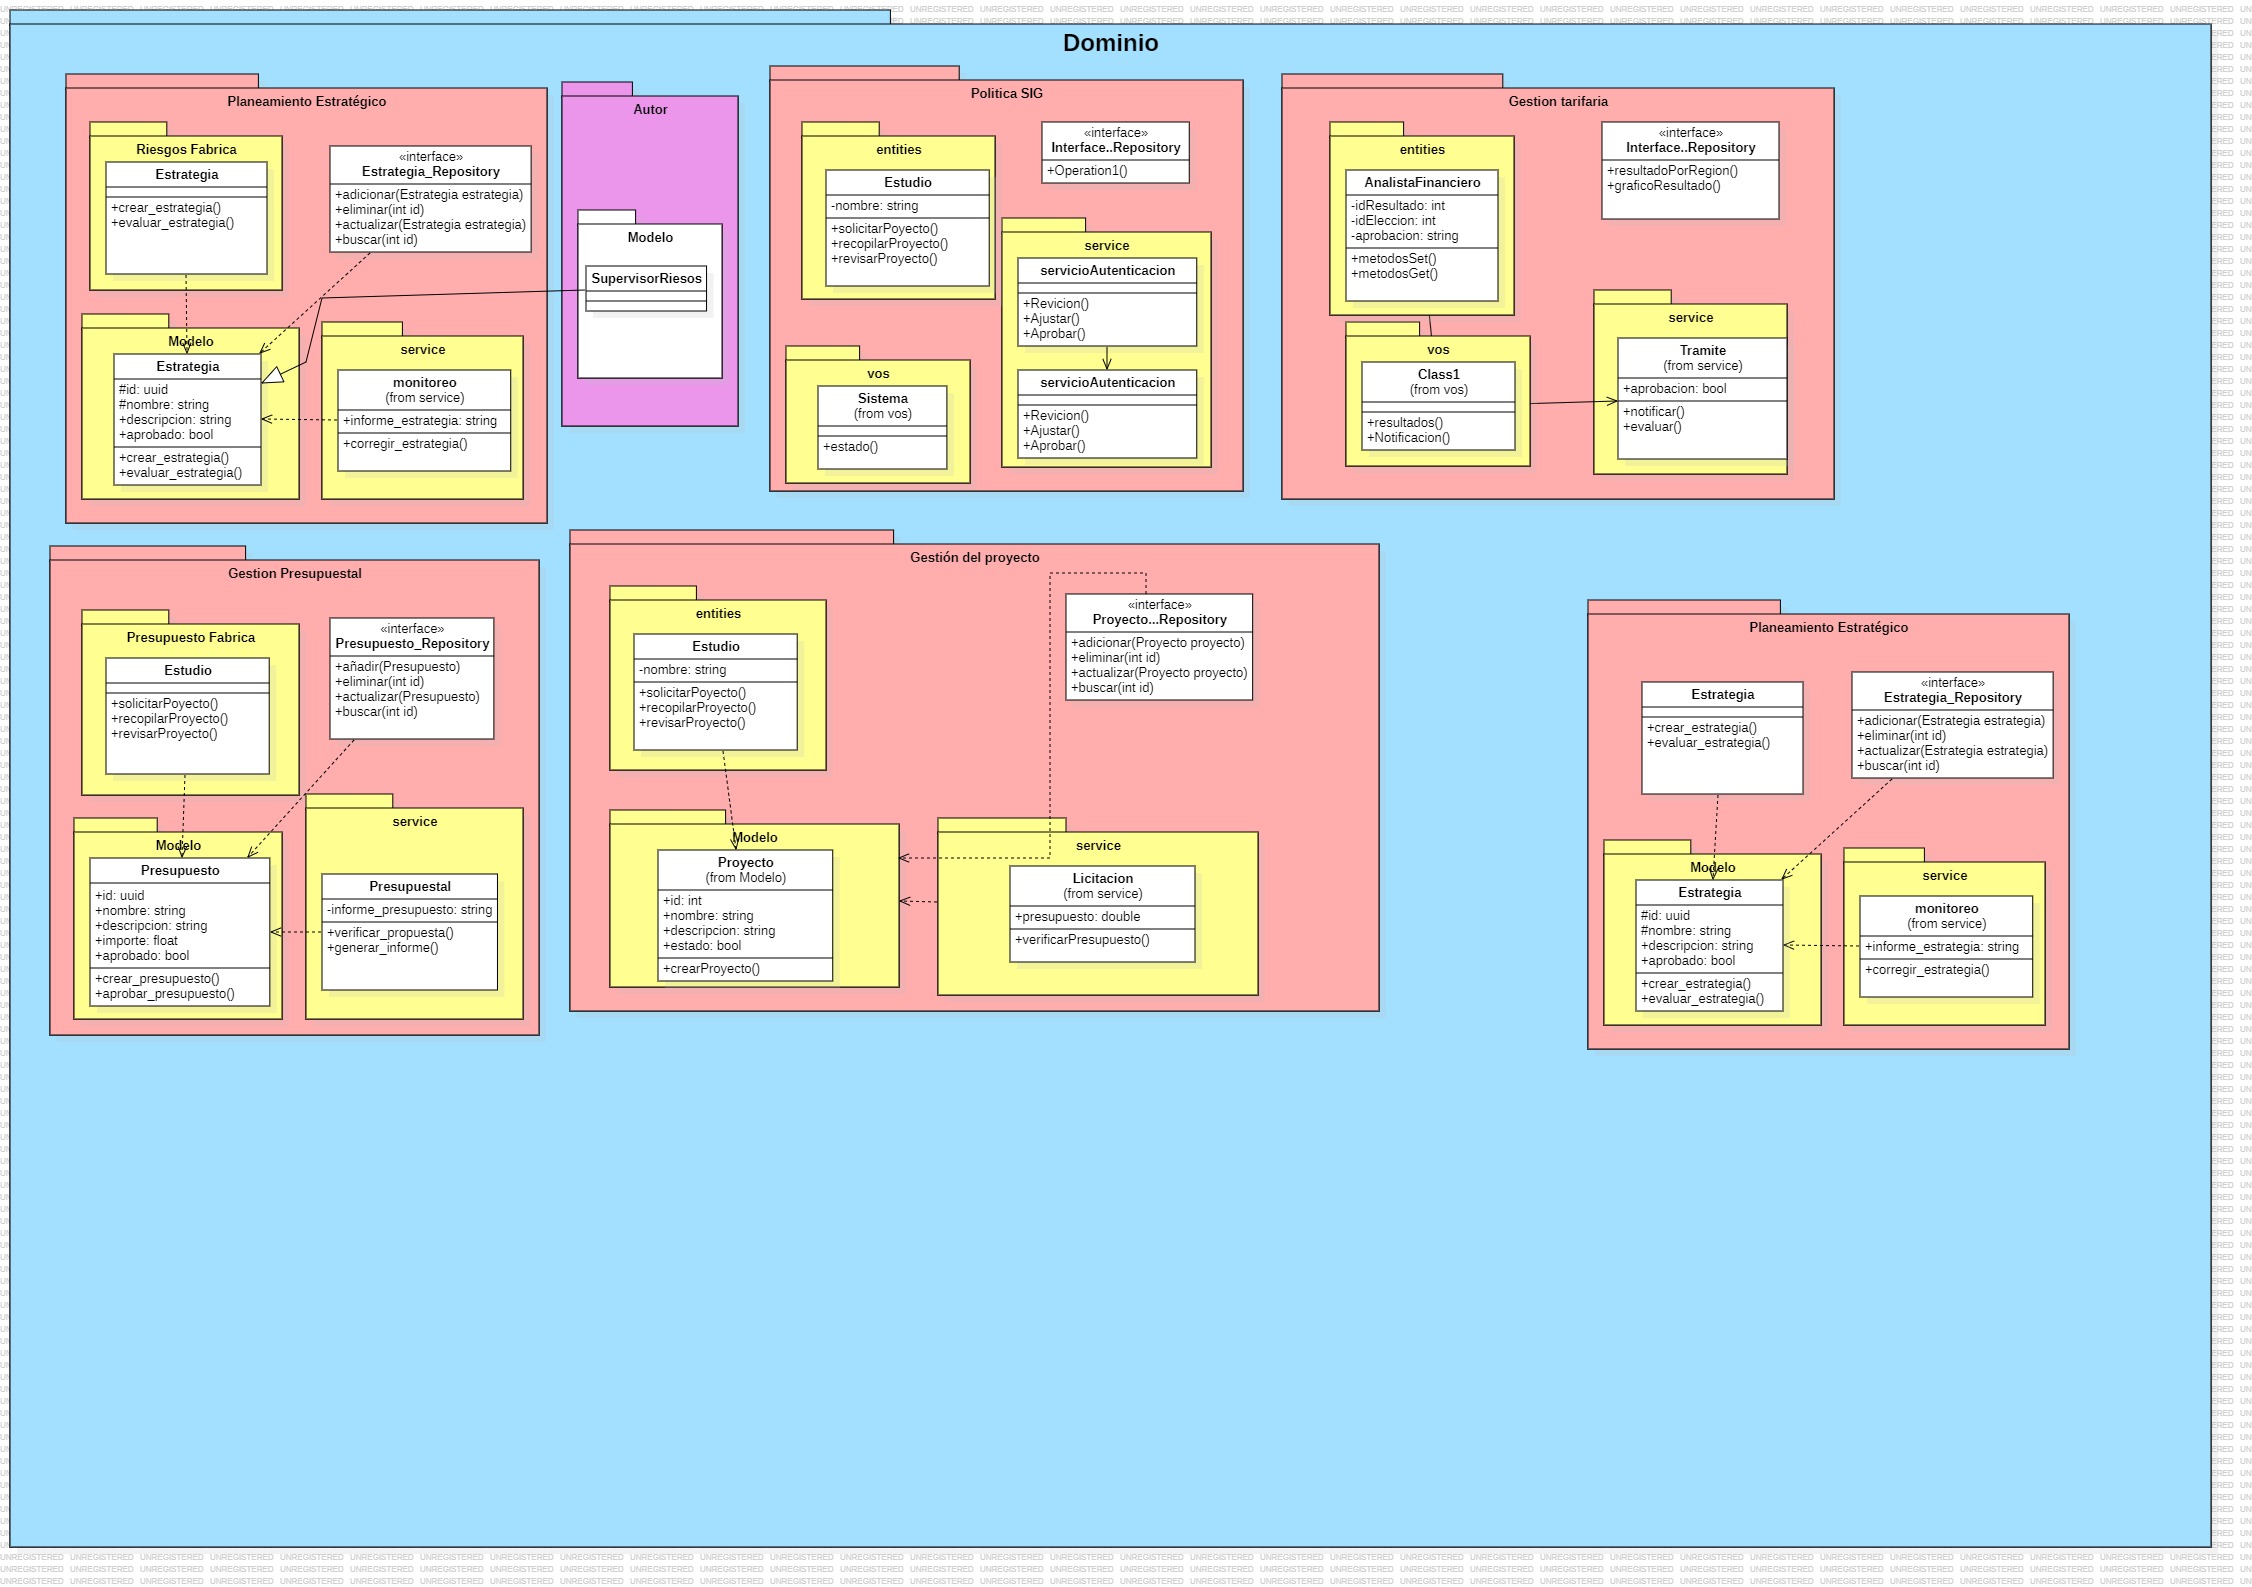 Dominio
Planeamiento Estratégico
Riesgos Fabrica
Estrategia
+crear_estrategia()
+evaluar_estrategia()
«interface»
Estrategia_Repository
+adicionar(Estrategia estrategia)
+eliminar(int id)
+actualizar(Estrategia estrategia)
+buscar(int id)
Modelo
Estrategia
#id: uuid
#nombre: string
+descripcion: string
+aprobado: bool
+crear_estrategia()
+evaluar_estrategia()
service
monitoreo
(from service)
+informe_estrategia: string
+corregir_estrategia()
Autor
Modelo
SupervisorRiesos
Politica SIG
entities
Estudio
-nombre: string
+solicitarPoyecto()
+recopilarProyecto()
+revisarProyecto()
«interface»
Interface..Repository
+Operation1()
service
servicioAutenticacion
+Revicion()
+Ajustar()
+Aprobar()
servicioAutenticacion
+Revicion()
+Ajustar()
+Aprobar()
vos
Sistema
(from vos)
+estado()
Gestion tarifaria
entities
AnalistaFinanciero
-idResultado: int
-idEleccion: int
-aprobacion: string
+metodosSet()
+metodosGet()
«interface»
Interface..Repository
+resultadoPorRegion()
+graficoResultado()
vos
Class1
(from vos)
+resultados()
+Notificacion()
service
Tramite
(from service)
+aprobacion: bool
+notificar()
+evaluar()
Gestion Presupuestal
Presupuesto Fabrica
Estudio
+solicitarPoyecto()
+recopilarProyecto()
+revisarProyecto()
«interface»
Presupuesto_Repository
+añadir(Presupuesto)
+eliminar(int id)
+actualizar(Presupuesto)
+buscar(int id)
Modelo
Presupuesto
+id: uuid
+nombre: string
+descripcion: string
+importe: float
+aprobado: bool
+crear_presupuesto()
+aprobar_presupuesto()
service
Presupuestal
-informe_presupuesto: string
+verificar_propuesta()
+generar_informe()
Gestión del proyecto
entities
Estudio
-nombre: string
+solicitarPoyecto()
+recopilarProyecto()
+revisarProyecto()
«interface»
Proyecto...Repository
+adicionar(Proyecto proyecto)
+eliminar(int id)
+actualizar(Proyecto proyecto)
+buscar(int id)
Modelo
Proyecto
(from Modelo)
+id: int
+nombre: string
+descripcion: string
+estado: bool
+crearProyecto()
service
Licitacion
(from service)
+presupuesto: double
+verificarPresupuesto()
Planeamiento Estratégico
Estrategia
+crear_estrategia()
+evaluar_estrategia()
«interface»
Estrategia_Repository
+adicionar(Estrategia estrategia)
+eliminar(int id)
+actualizar(Estrategia estrategia)
+buscar(int id)
Modelo
Estrategia
#id: uuid
#nombre: string
+descripcion: string
+aprobado: bool
+crear_estrategia()
+evaluar_estrategia()
service
monitoreo
(from service)
+informe_estrategia: string
+corregir_estrategia()
UNREGISTERED